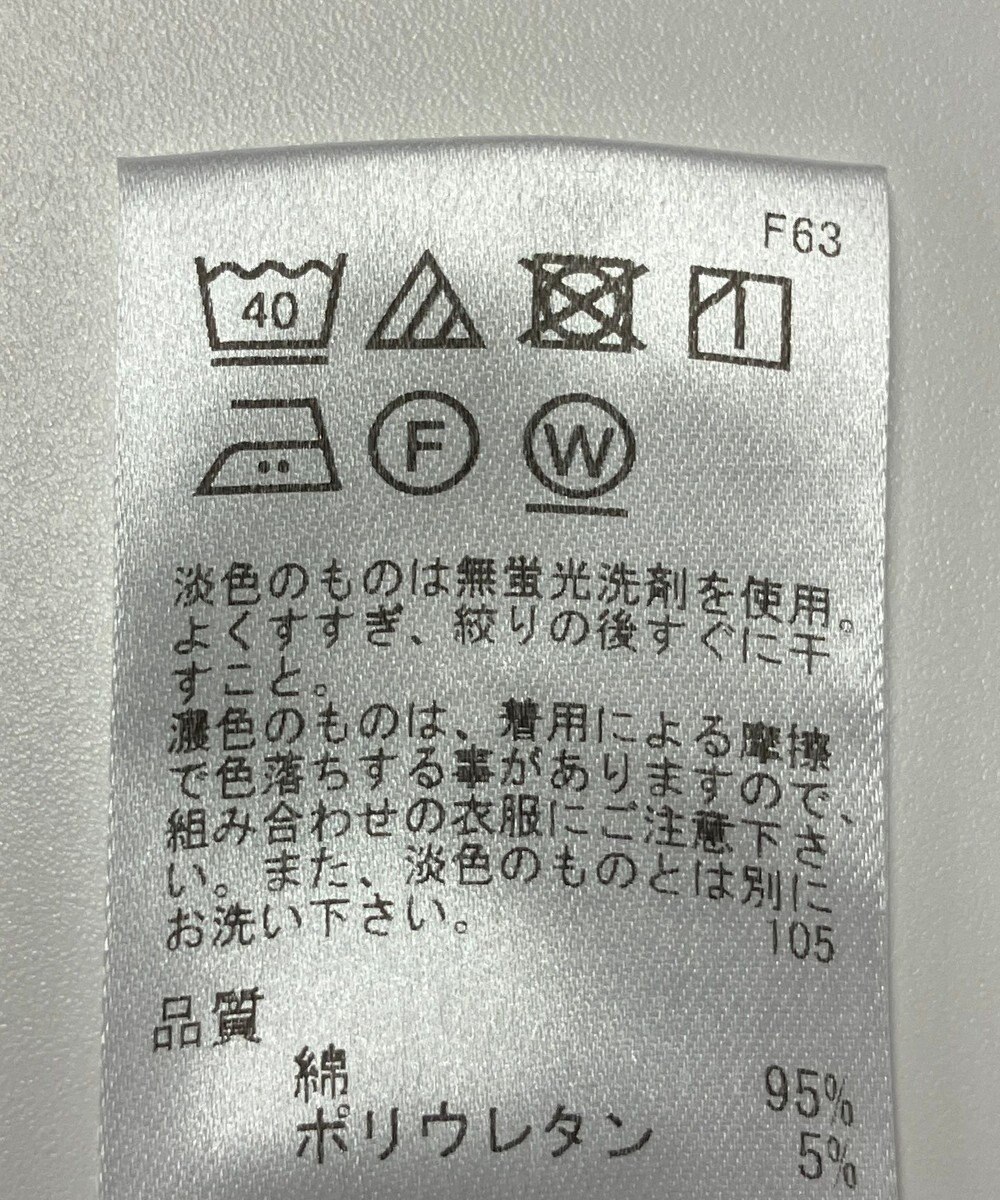 F63
40
F
W
淡色のものは無蛍光洗剤を使用。
よくすすぎ、絞りの後すぐに干
すこと。
濃色のものは、着用による摩擦
で色落ちする事がありますので、
組み合わせの衣服にご注意下さ
い。また、淡色のものとは別に
お洗い下さい。
105
品質
綿 95%
ポリウレタン 5%